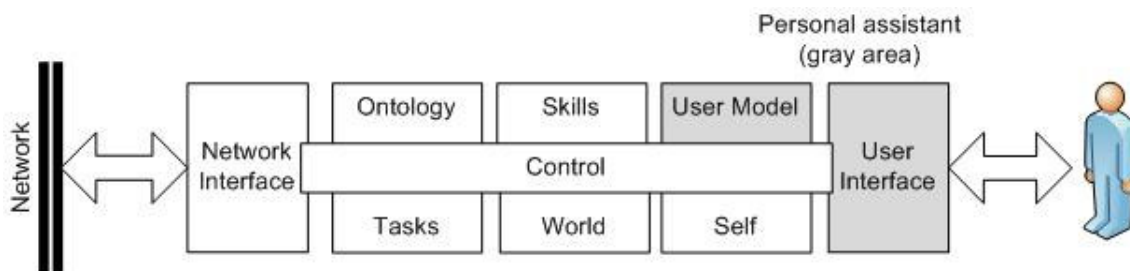 Personal assistant
(gray area)
Network
Network
Interface
Ontology
Skills
User Model
Control
User
Interface
Tasks
World
Self